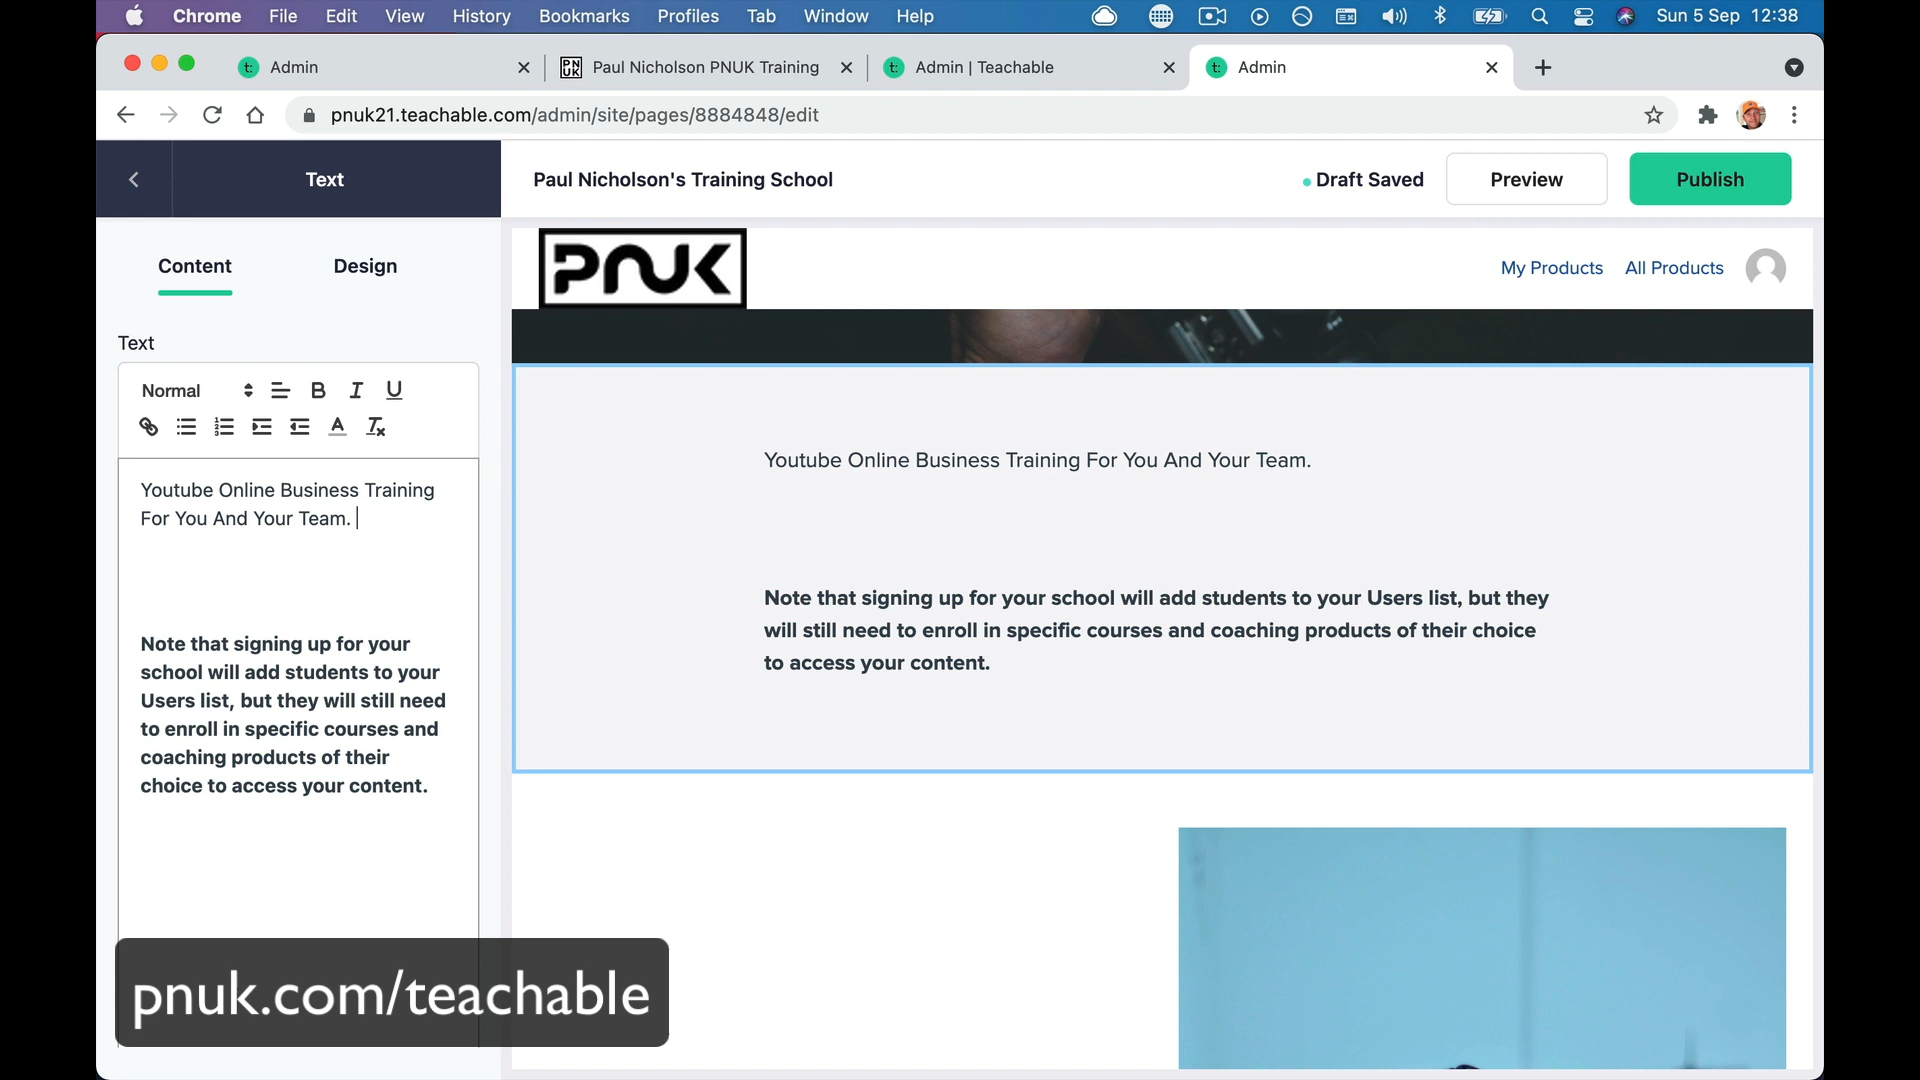 Chrome File Edit View History Bookmarks Profiles Tab Window Help Sun 5 Sep 12:38
Admin Paul Nicholson PNUK Training Admin | Teachable Admin
pnuk21.teachable.com/admin/site/pages/8884848/edit
Text Paul Nicholson's Training School Draft Saved Preview Publish
PNUK My Products All Products
Content Design
Text
Normal
Youtube Online Business Training
For You And Your Team.
Note that signing up for your
school will add students to your
Users list, but they will still need
to enroll in specific courses and
coaching products of their
choice to access your content.
Youtube Online Business Training For You And Your Team.
Note that signing up for your school will add students to your Users list, but they
will still need to enroll in specific courses and coaching products of their choice
to access your content.
pnuk.com/teachable